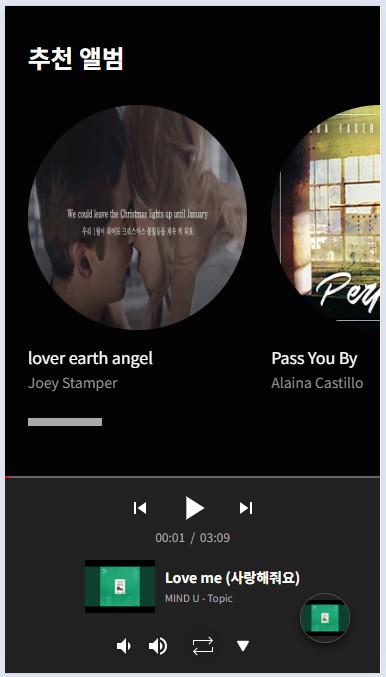 추천 앨범
We could leave the Christmas lights up until January
우리 1월이 되어도 크리스마스 불빛들을 계속 켜 둬요
lover earth angel
Joey Stamper
Pass You By
Alaina Castillo
00:01 / 03:09
Love me (사랑해줘요)
MIND U - Topic